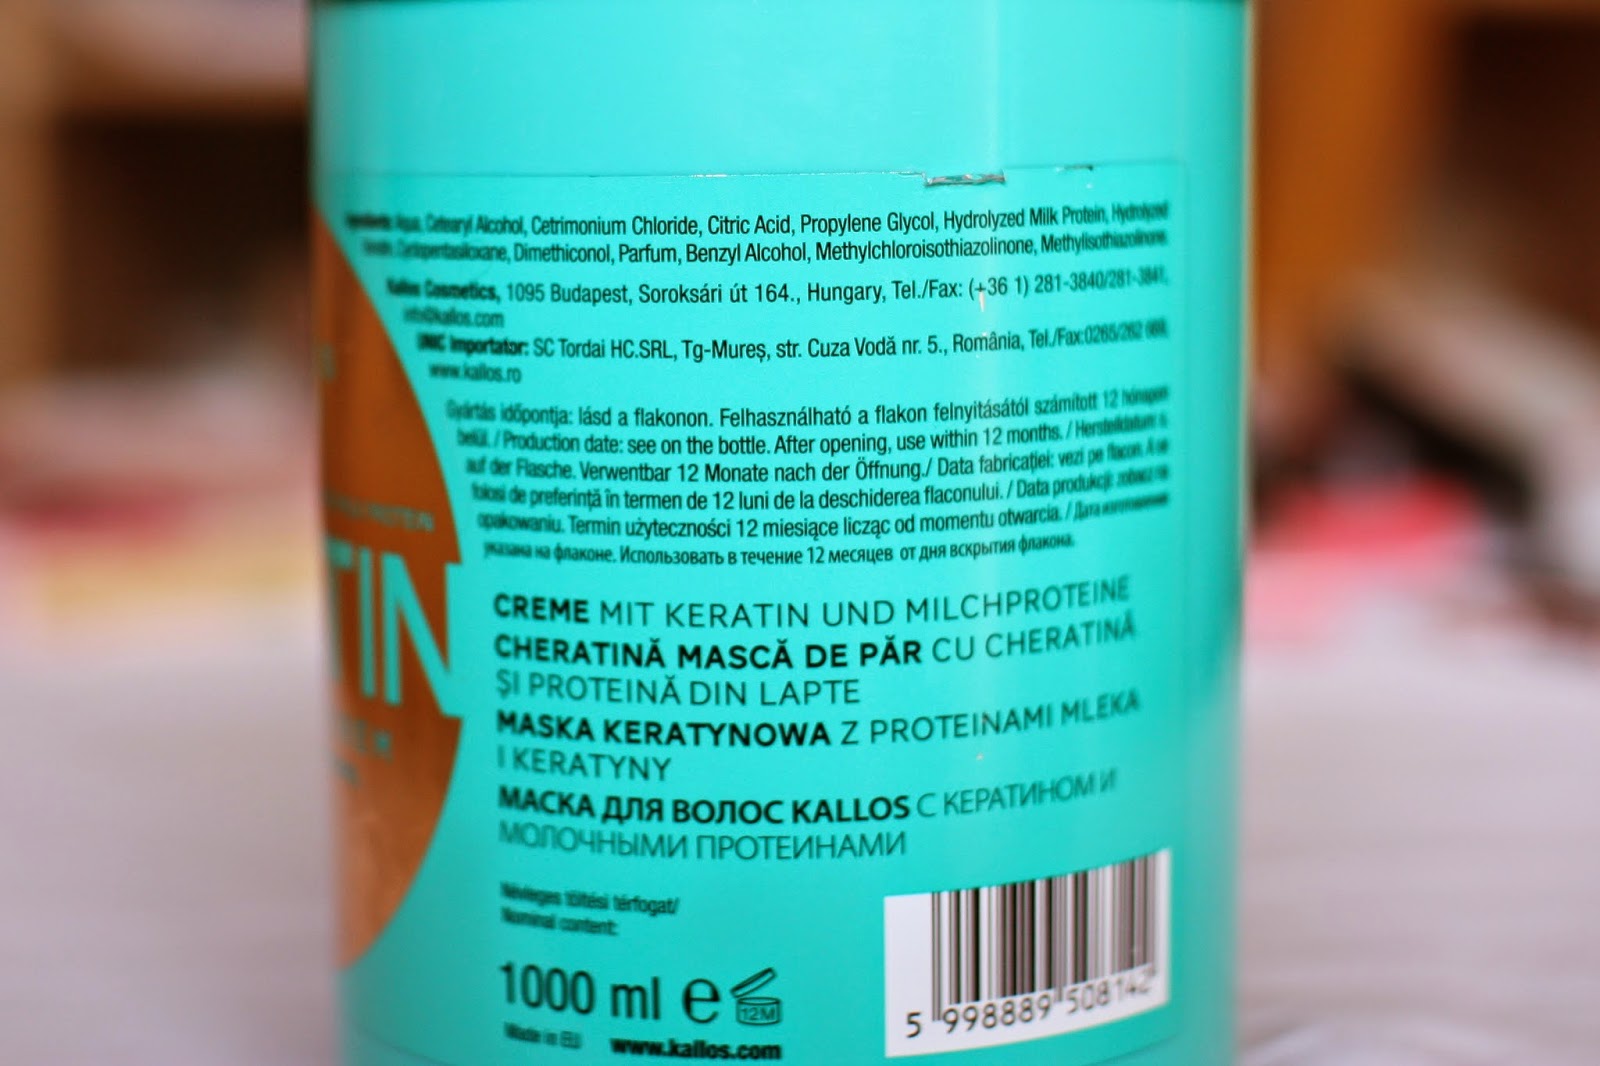 Ingredients: Aqua, Cetearyl Alcohol, Cetrimonium Chloride, Citric Acid, Propylene Glycol, Hydrolyzed Milk Protein, Hydrolyzed
Keratin, Cyclopentasiloxane, Dimethiconol, Parfum, Benzyl Alcohol, Methylchloroisothiazolinone, Methylisothiazolinone.
Kallos Cosmetics, 1095 Budapest, Soroksári út 164., Hungary, Tel./Fax: (+36 1) 281-3840/281-3841,
info@kallos.com
UNIC Importator: SC Tordai HC.SRL, Tg-Mureș, str. Cuza Vodă nr. 5., România, Tel./Fax:0265/262
www.kallos.ro
Gyártás időpontja: lásd a flakonon. Felhasználható a flakon felnyitásától számított 12 hónapon
belül. / Production date: see on the bottle. After opening, use within 12 months. / Herstelldatum s.
auf der Flasche. Verwentbar 12 Monate nach der Öffnung./ Data fabricației: vezi pe flacon. A se
folosi de preferință în termen de 12 luni de la deschiderea flaconului. / Data produkcji: zobacz na
opakowaniu. Termin użyteczności 12 miesiące licząc od momentu otwarcia. / Дата изготовления
указана на флаконе. Использовать в течение 12 месяцев от дня вскрытия флакона.
TIN
CREME MIT KERATIN UND MILCHPROTEINE
CHERATINĂ MASCĂ DE PĂR CU CHERATINĂ
ȘI PROTEINĂ DIN LAPTE
MASKA KERATYNOWA Z PROTEINAMI MLEKA
I KERATYNY
МАСКА ДЛЯ ВОЛОС KALLOS С КЕРАТИНОМ И
МОЛОЧНЫМИ ПРОТЕИНАМИ
Névleges töltési térfogat/
Nominal content:
1000 ml e 12M
Made in EU www.kallos.com
5 998889 508142